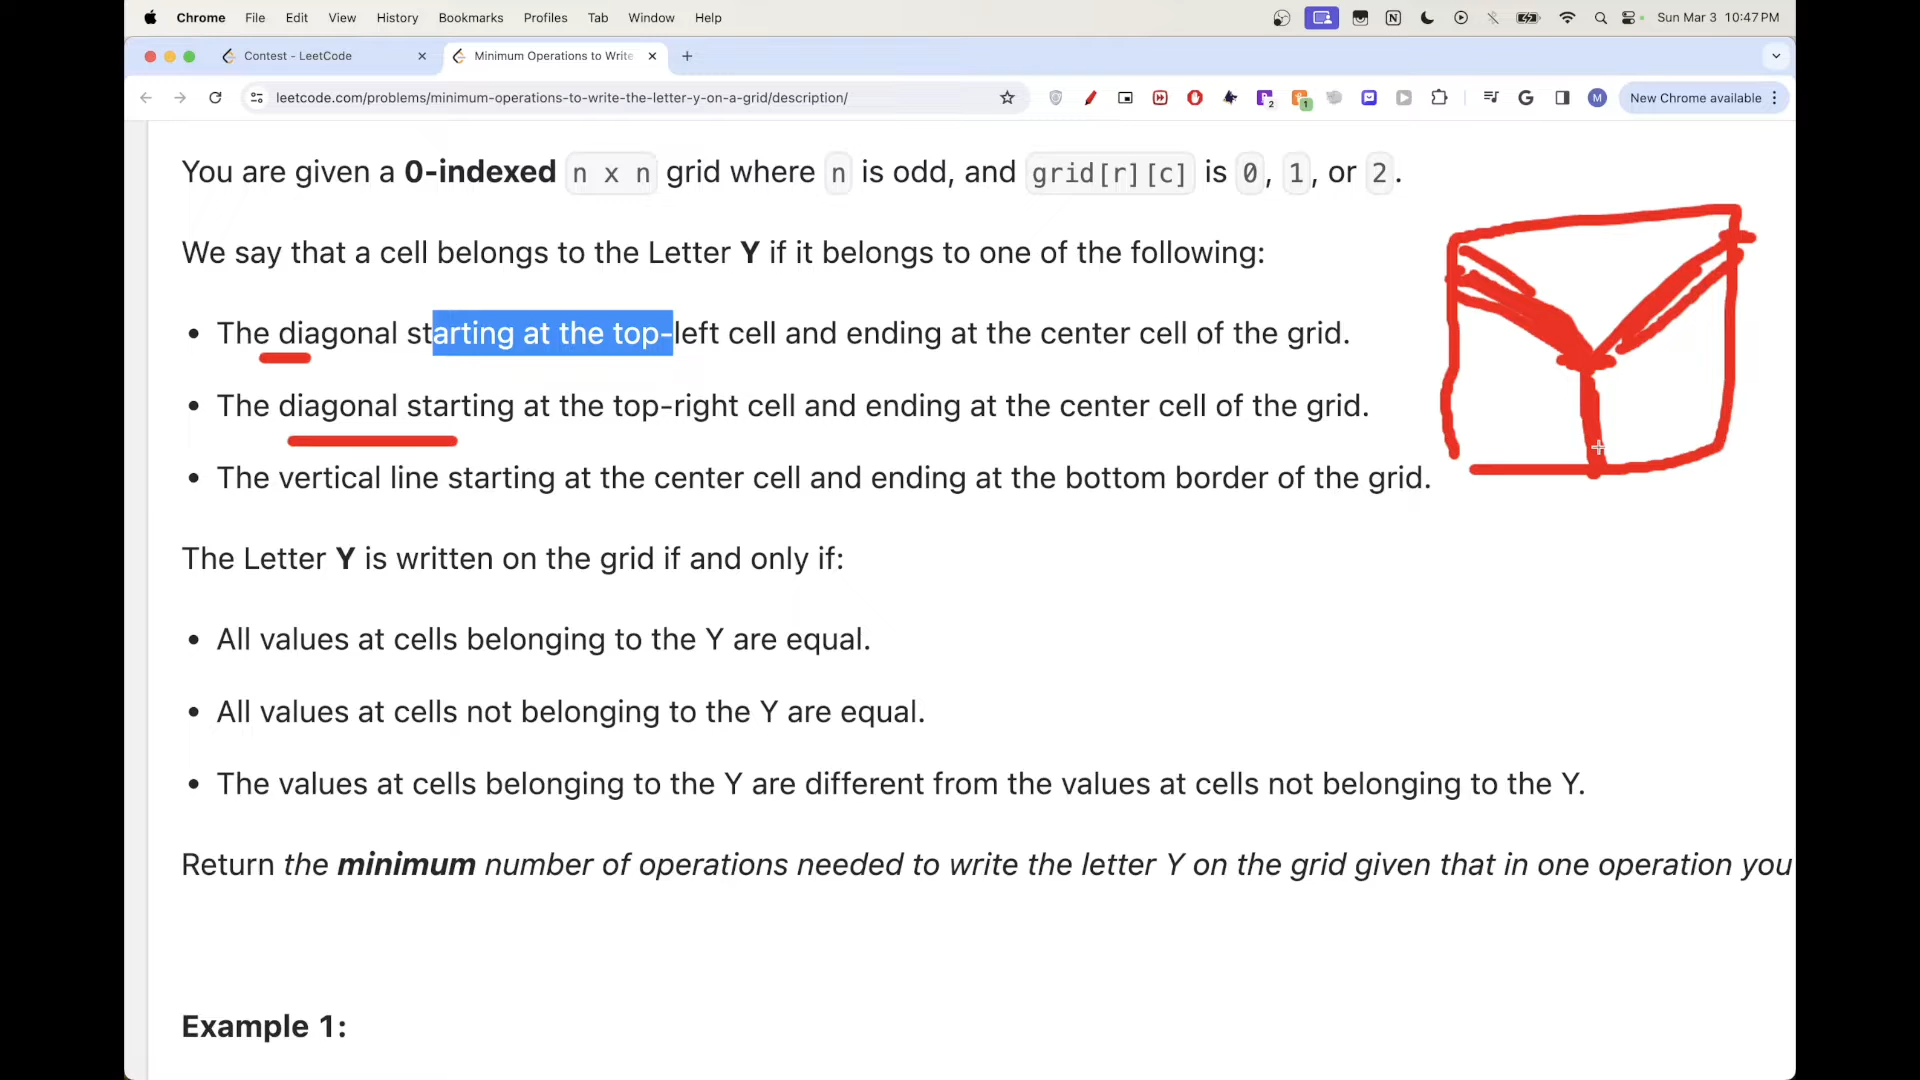 Chrome File Edit View History Bookmarks Profiles Tab Window Help Sun Mar 3 10:47 PM
Contest - LeetCode Minimum Operations to Write
leetcode.com/problems/minimum-operations-to-write-the-letter-y-on-a-grid/description/ 2 1 M New Chrome available
You are given a 0-indexed n x n grid where n is odd, and grid[r][c] is 0, 1, or 2.
We say that a cell belongs to the Letter Y if it belongs to one of the following:
• The diagonal starting at the top-left cell and ending at the center cell of the grid.
• The diagonal starting at the top-right cell and ending at the center cell of the grid.
• The vertical line starting at the center cell and ending at the bottom border of the grid.
The Letter Y is written on the grid if and only if:
• All values at cells belonging to the Y are equal.
• All values at cells not belonging to the Y are equal.
• The values at cells belonging to the Y are different from the values at cells not belonging to the Y.
Return the minimum number of operations needed to write the letter Y on the grid given that in one operation you
Example 1: